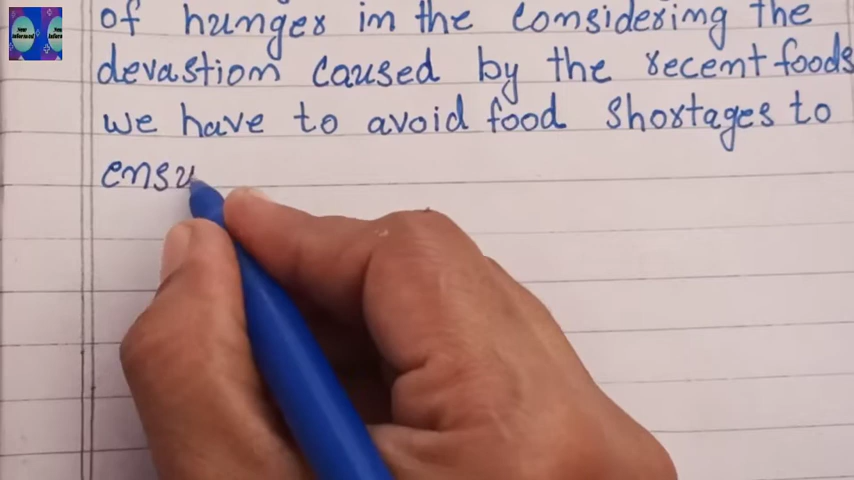 of hunger in the considering the
devastion caused by the recent foods
we have to avoid food shortages to
ensu